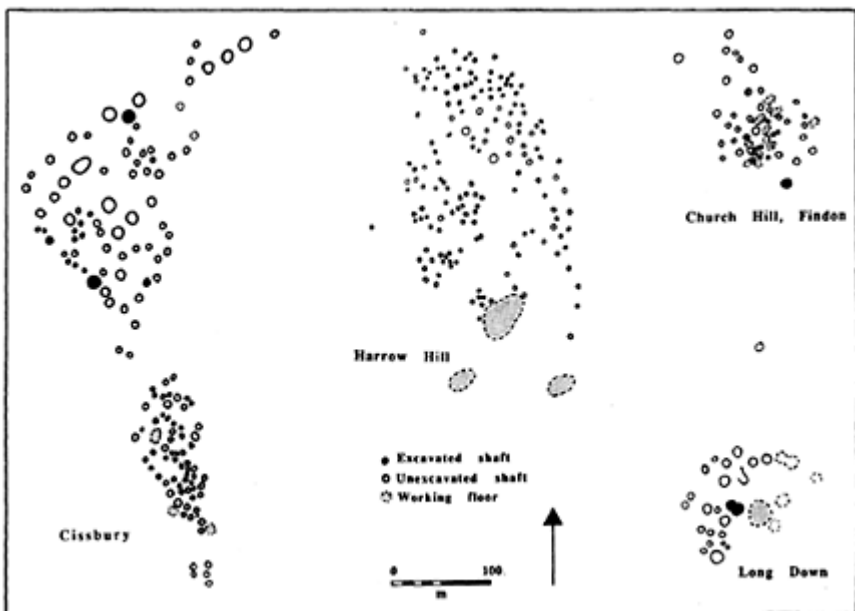 Church Hill, Findon
Harrow Hill
Excavated shaft
Unexcavated shaft
Working floor
Cissbury
0 100
m
Long Down